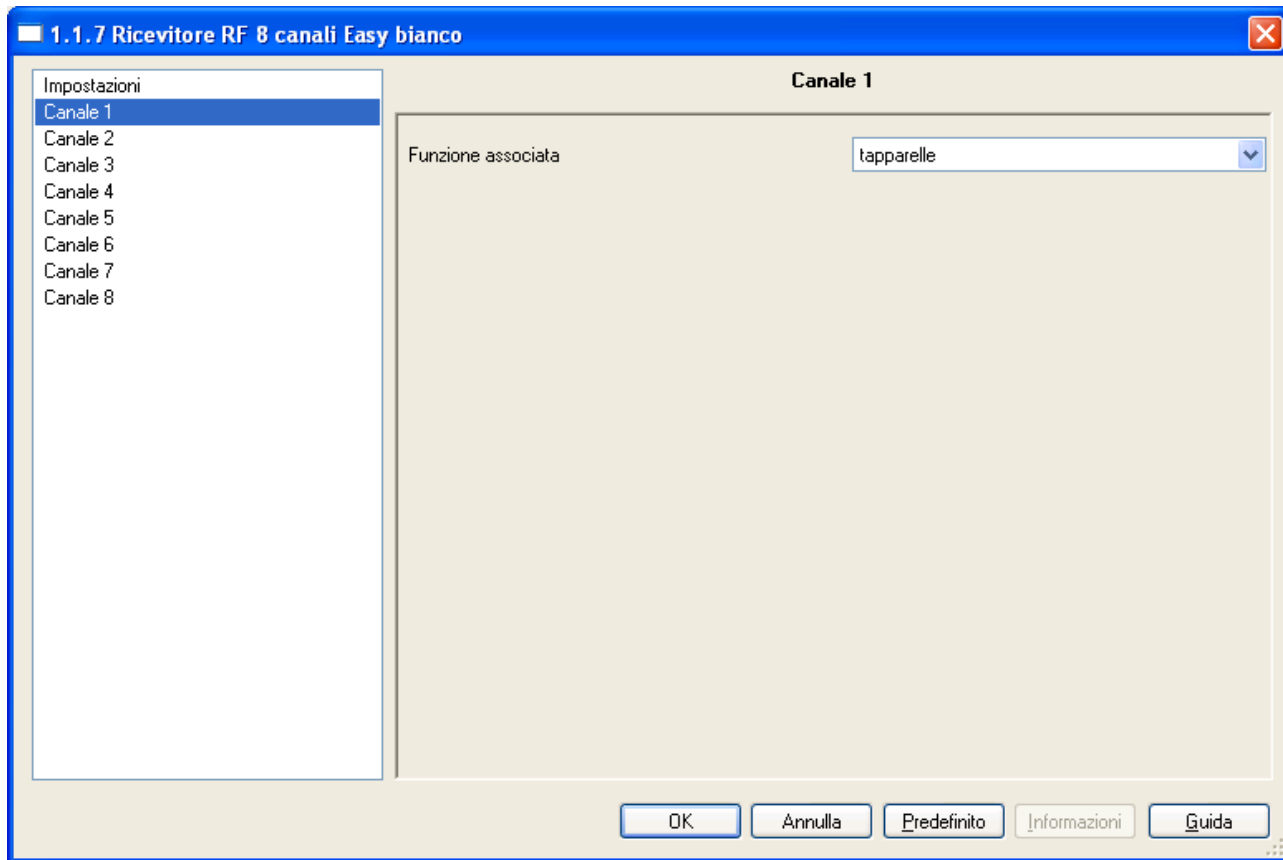 1.1.7 Ricevitore RF 8 canali Easy bianco
Impostazioni
Canale 1
Canale 2
Canale 3
Canale 4
Canale 5
Canale 6
Canale 7
Canale 8
Canale 1
Funzione associata
tapparelle
OK
Annulla
Predefinito
Informazioni
Guida